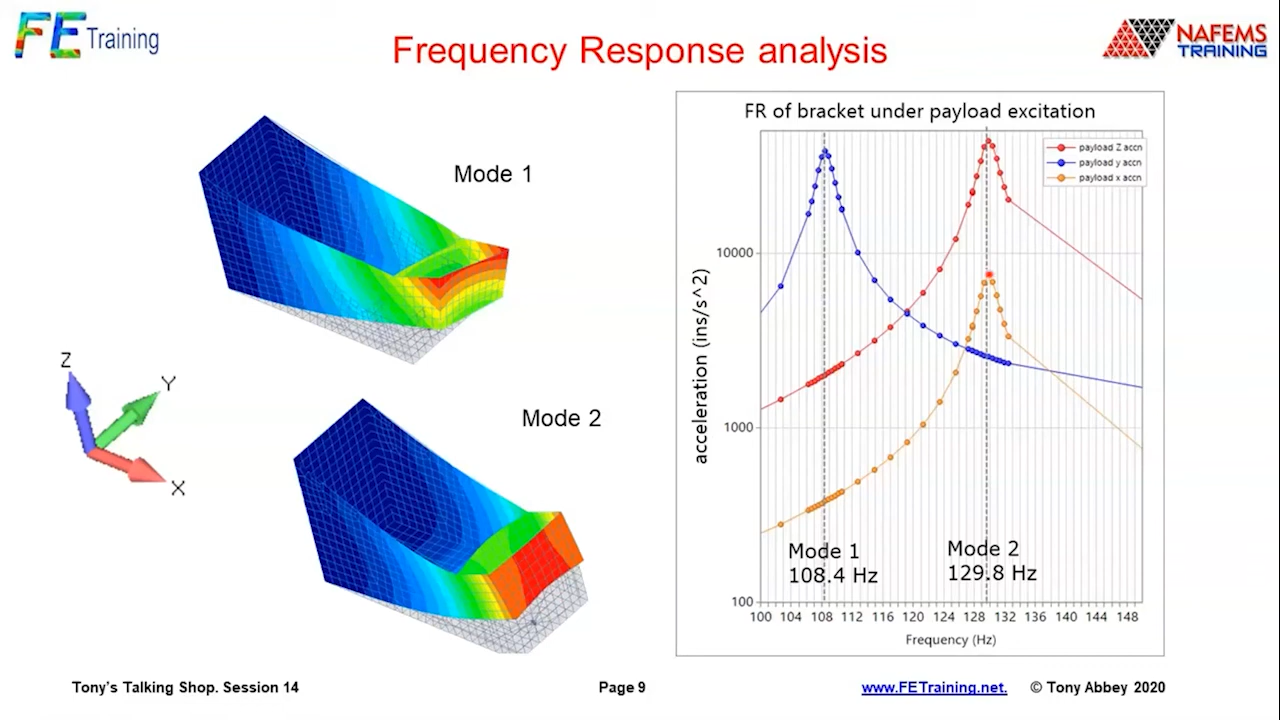 FE Training
Frequency Response analysis
NAFEMS
TRAINING
Mode 1
Z
Y
X
Mode 2
FR of bracket under payload excitation
payload Z accn
payload y accn
payload x accn
acceleration (ins/s^2)
10000
1000
100
Mode 1
108.4 Hz
Mode 2
129.8 Hz
100 104 108 112 116 120 124 128 132 136 140 144 148
Frequency (Hz)
Tony's Talking Shop. Session 14
Page 9
www.FETraining.net. © Tony Abbey 2020